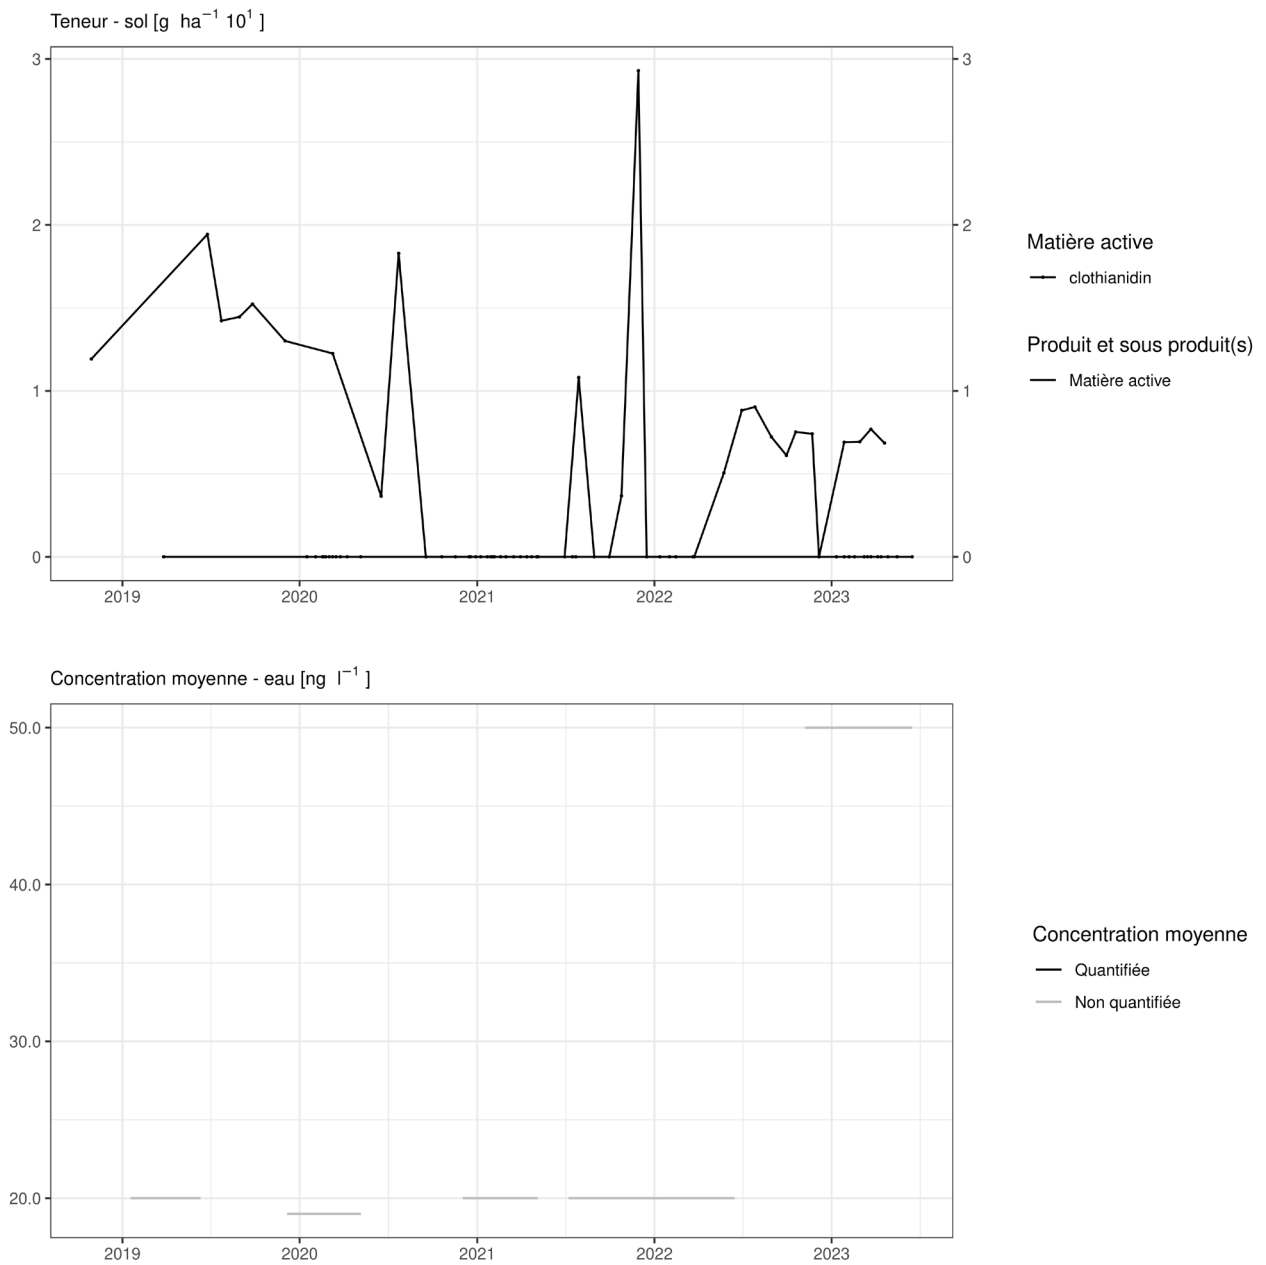 Teneur - sol [g ha−1 101 ]
3
3
2
2
1
1
0
0
2019
2020
2021
2022
2023
Matière active
clothianidin
Produit et sous produit(s)
Matière active
Concentration moyenne - eau [ng l−1 ]
50.0
40.0
30.0
20.0
2019
2020
2021
2022
2023
Concentration moyenne
Quantifiée
Non quantifiée